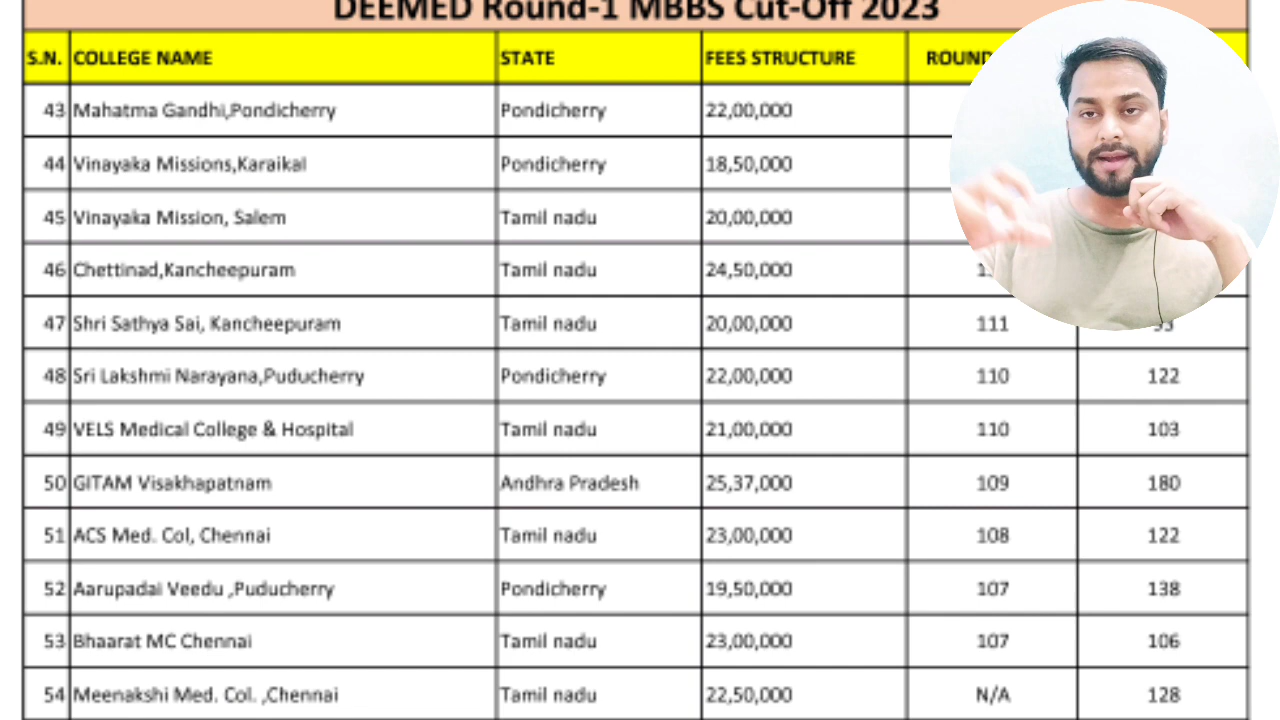 DEEMED Round-1 MBBS Cut-Off 2023
S.N. COLLEGE NAME STATE FEES STRUCTURE ROUND
43 Mahatma Gandhi,Pondicherry Pondicherry 22,00,000
44 Vinayaka Missions,Karaikal Pondicherry 18,50,000
45 Vinayaka Mission, Salem Tamil nadu 20,00,000
46 Chettinad,Kancheepuram Tamil nadu 24,50,000
47 Shri Sathya Sai, Kancheepuram Tamil nadu 20,00,000 111
48 Sri Lakshmi Narayana,Puducherry Pondicherry 22,00,000 110 122
49 VELS Medical College & Hospital Tamil nadu 21,00,000 110 103
50 GITAM Visakhapatnam Andhra Pradesh 25,37,000 109 180
51 ACS Med. Col, Chennai Tamil nadu 23,00,000 108 122
52 Aarupadai Veedu ,Puducherry Pondicherry 19,50,000 107 138
53 Bhaarat MC Chennai Tamil nadu 23,00,000 107 106
54 Meenakshi Med. Col. ,Chennai Tamil nadu 22,50,000 N/A 128